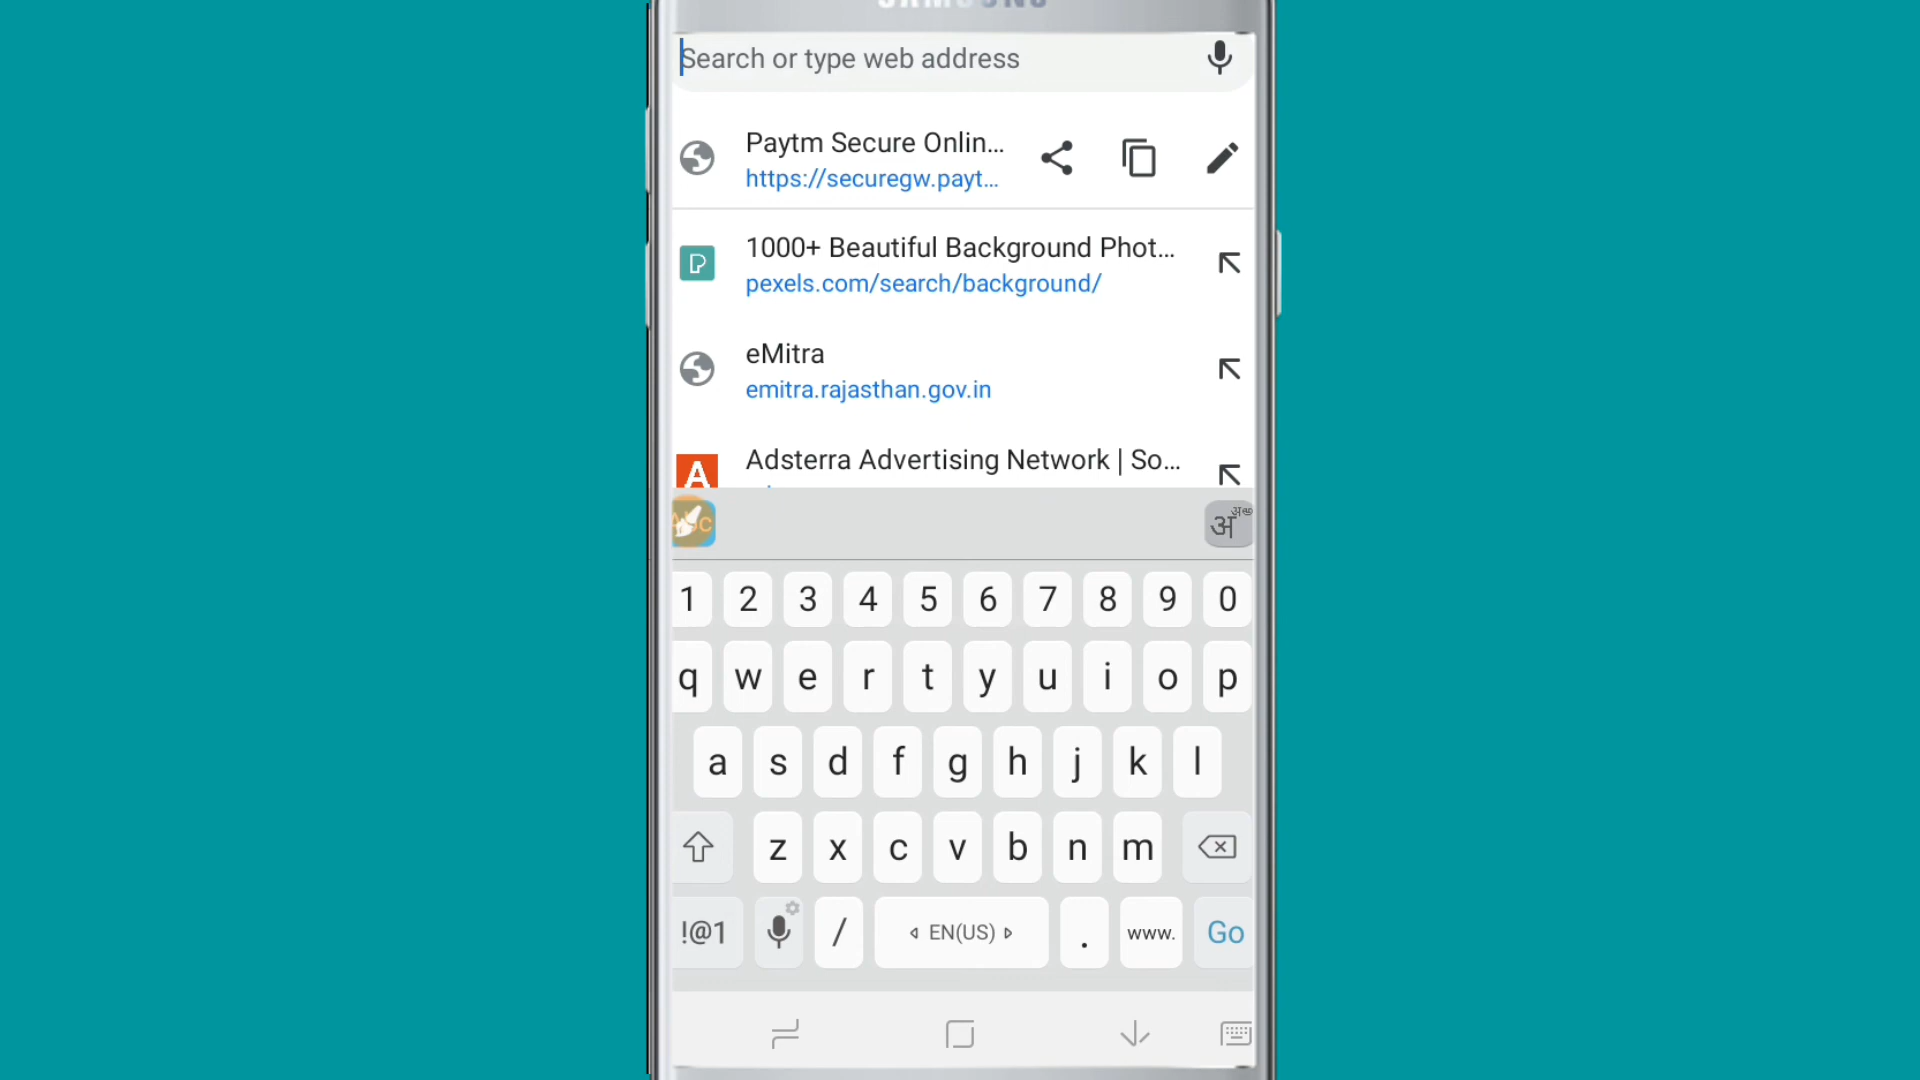 SAMSUNG
Search or type web address
Paytm Secure Onlin...
https://securegw.payt...
1000+ Beautiful Background Phot...
pexels.com/search/background/
eMitra
emitra.rajasthan.gov.in
A
Adsterra Advertising Network | So...
अ
1 2 3 4 5 6 7 8 9 0
q w e r t y u i o p
a s d f g h j k l
z x c v b n m
!@1 / EN(US) . www. Go